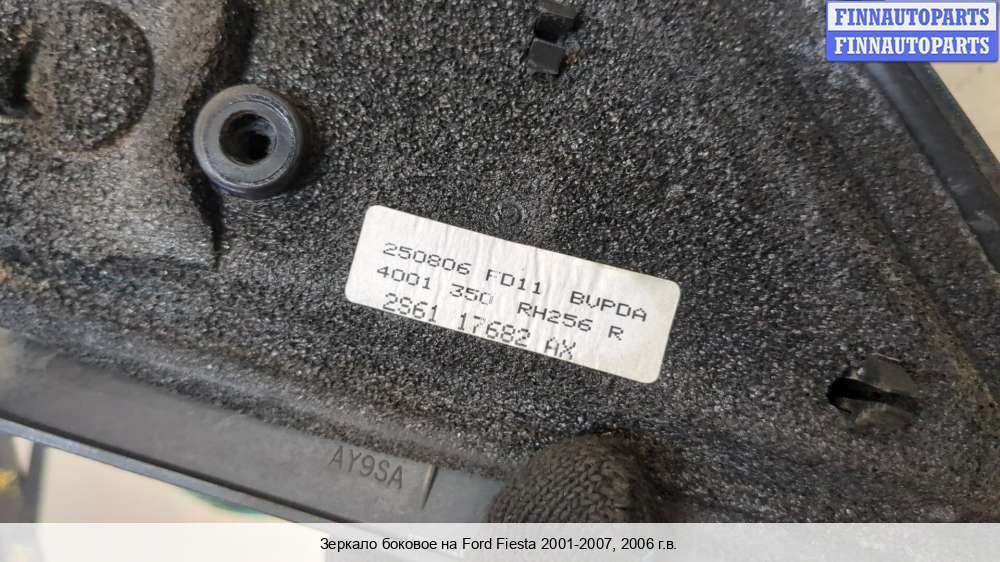 FINNAUTOPARTS
FINNAUTOPARTS
250806 FD11 BVPDA
4001 350 RH256 R
2S61 17682 AX
AY9SA
Зеркало боковое на Ford Fiesta 2001-2007, 2006 г.в.